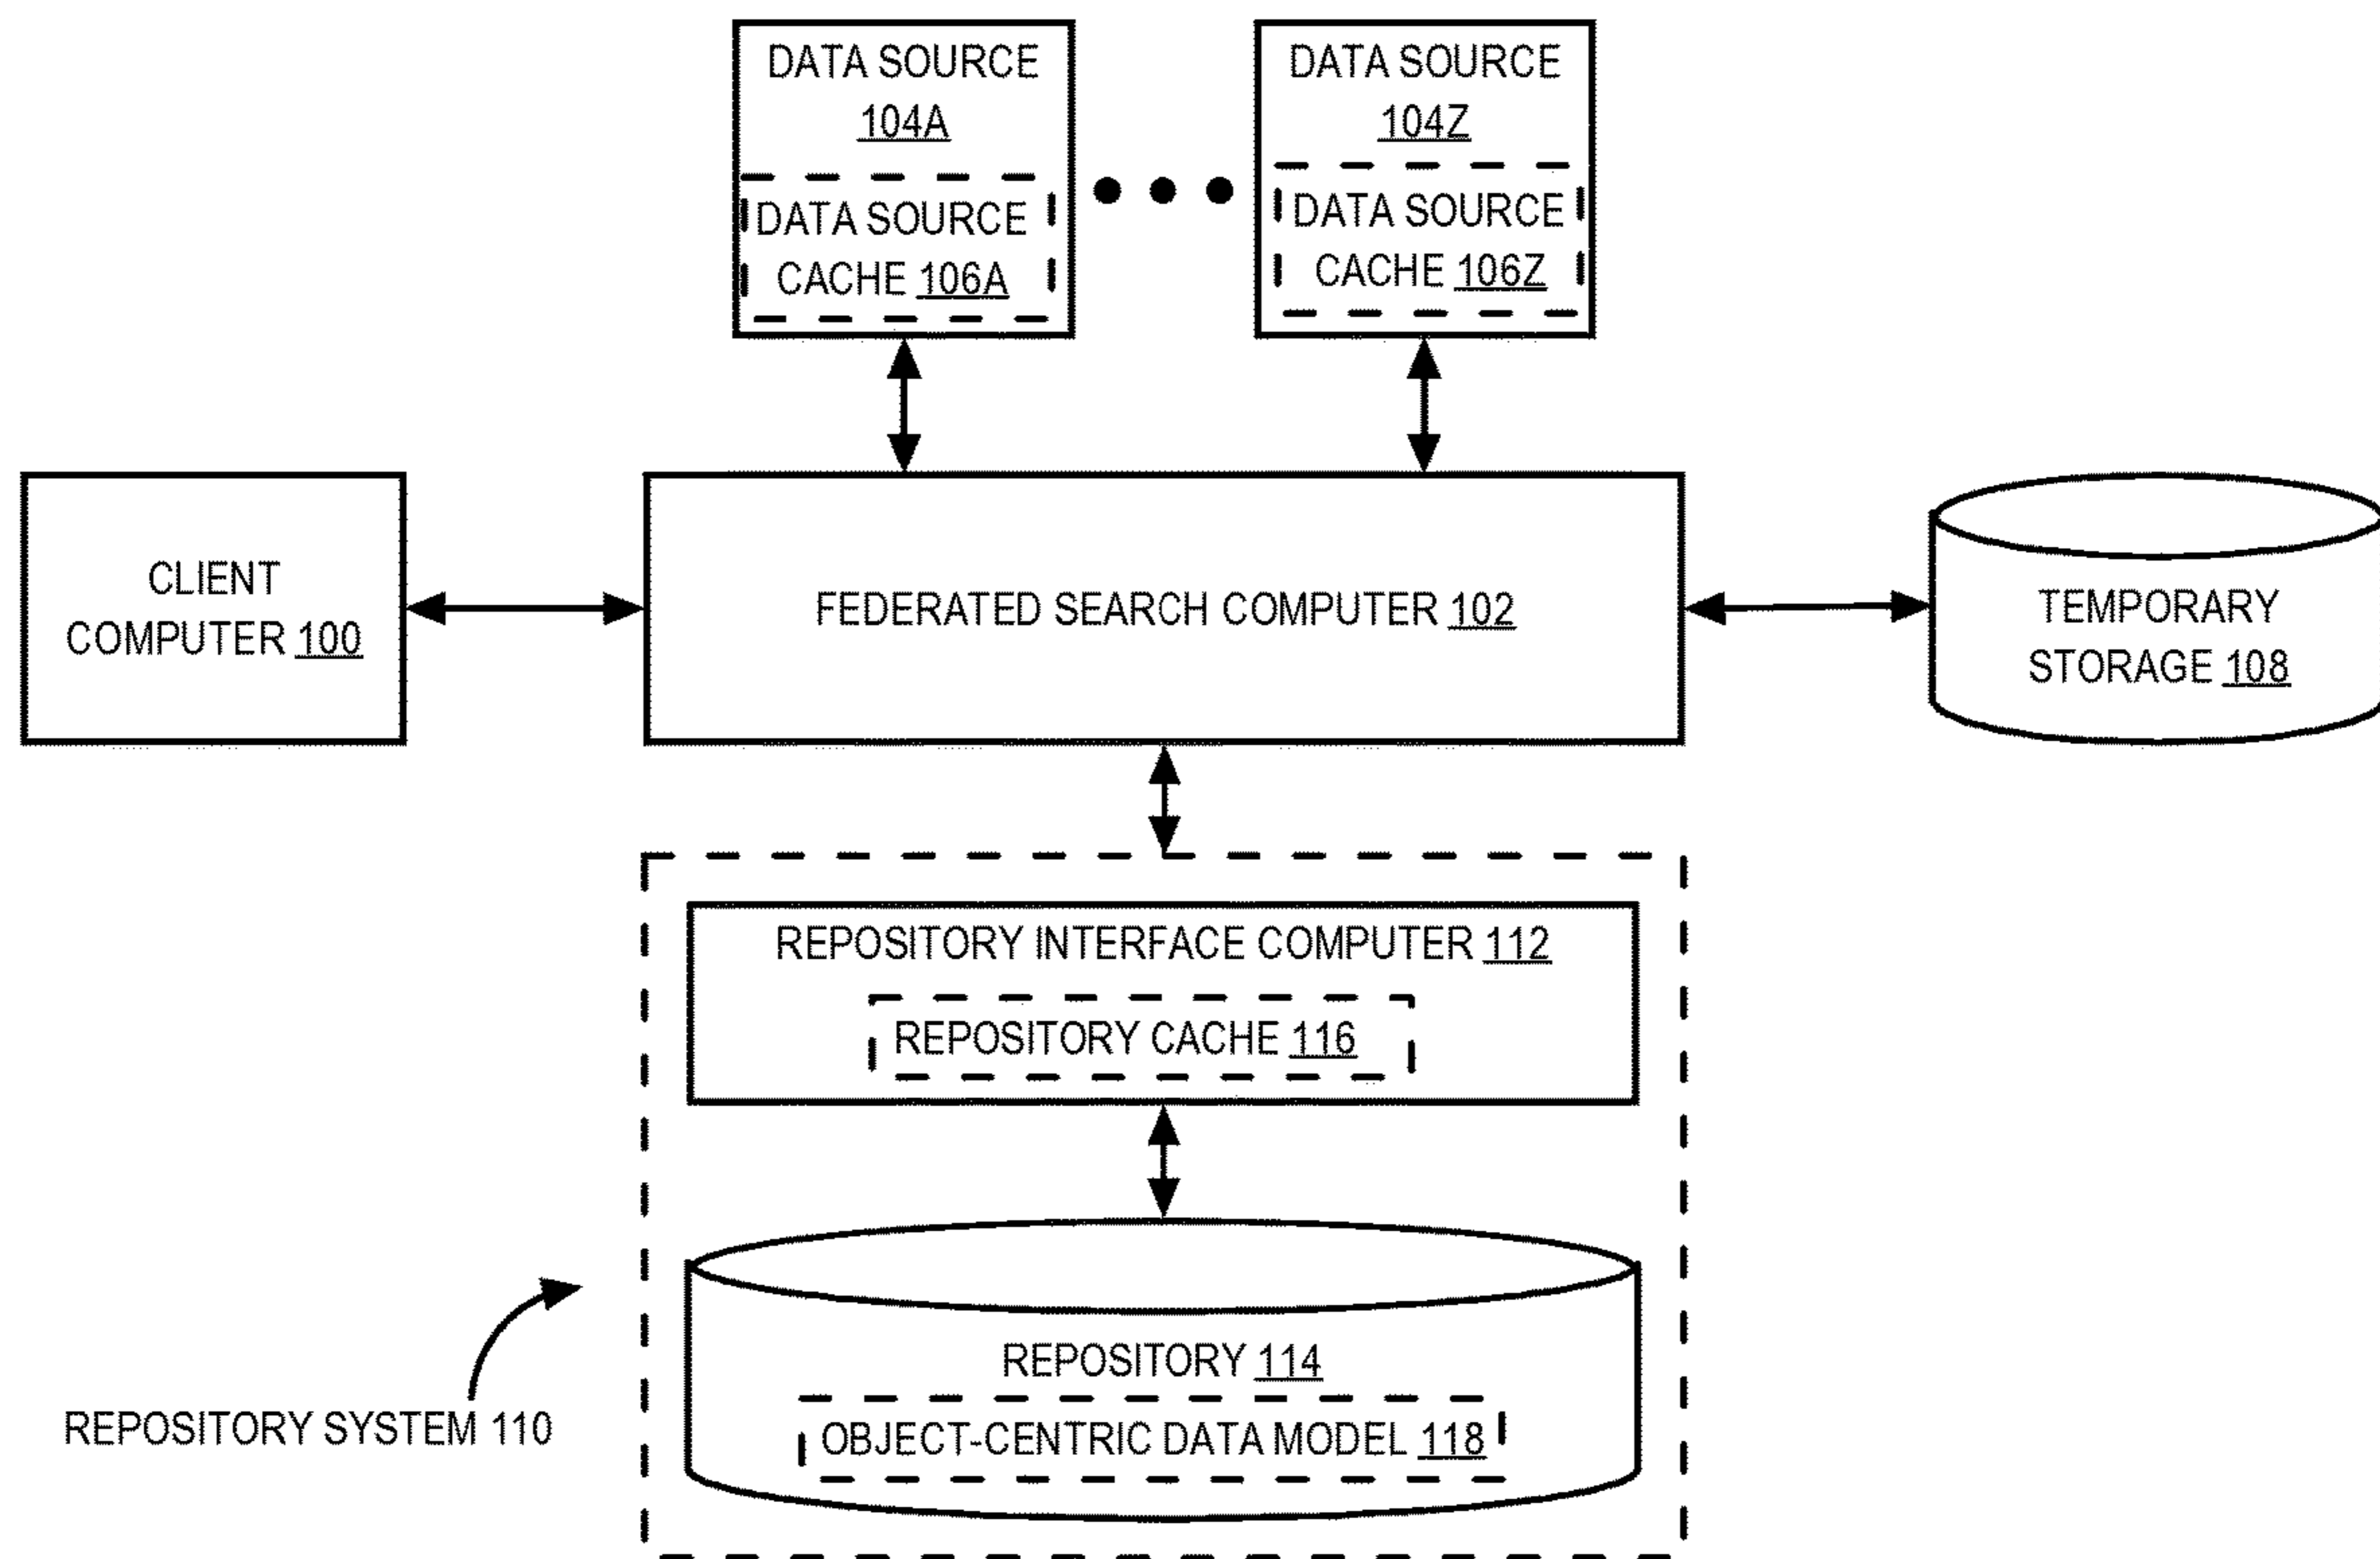 DATA SOURCE
104A
DATA SOURCE
CACHE 106A
DATA SOURCE
104Z
DATA SOURCE
CACHE 106Z
CLIENT
COMPUTER 100
FEDERATED SEARCH COMPUTER 102
TEMPORARY
STORAGE 108
REPOSITORY INTERFACE COMPUTER 112
REPOSITORY CACHE 116
REPOSITORY 114
OBJECT-CENTRIC DATA MODEL 118
REPOSITORY SYSTEM 110